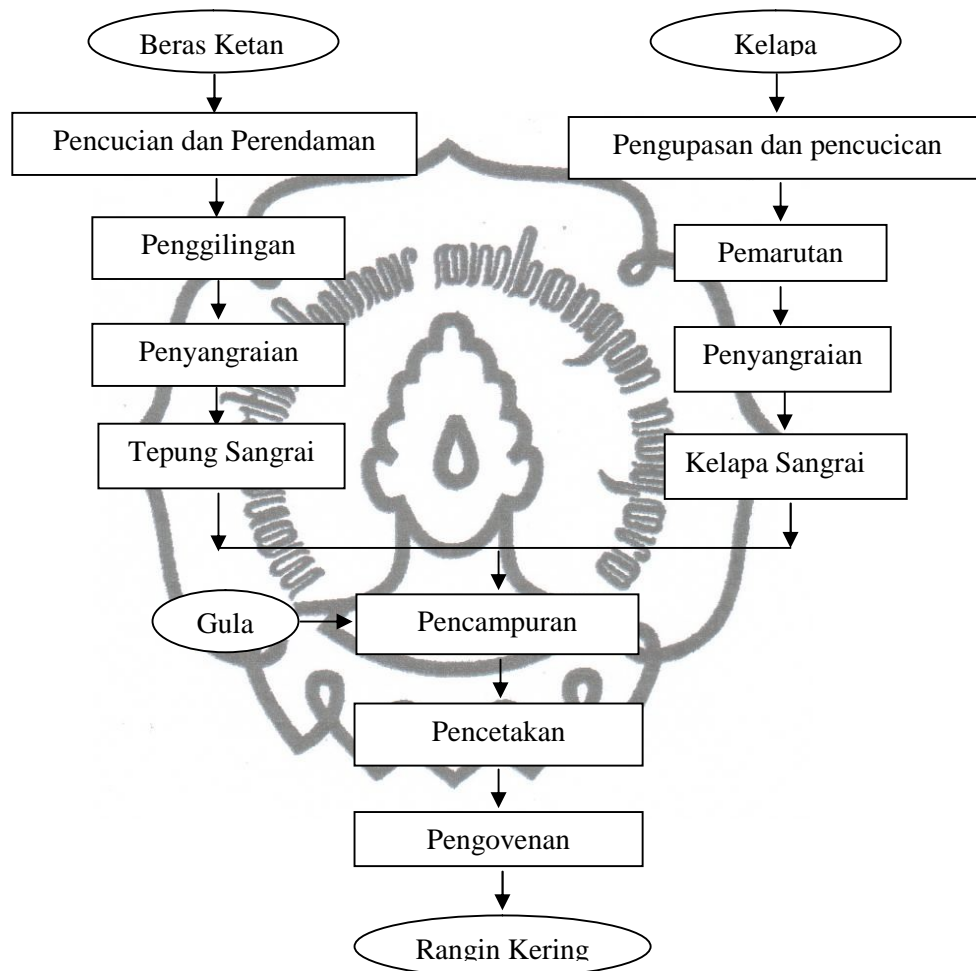 Beras Ketan
Kelapa
Pencucian dan Perendaman
Pengupasan dan pencucican
Penggilingan
Pemarutan
Penyangraian
Penyangraian
Tepung Sangrai
Kelapa Sangrai
Gula
Pencampuran
Pencetakan
Pengovenan
Rangin Kering